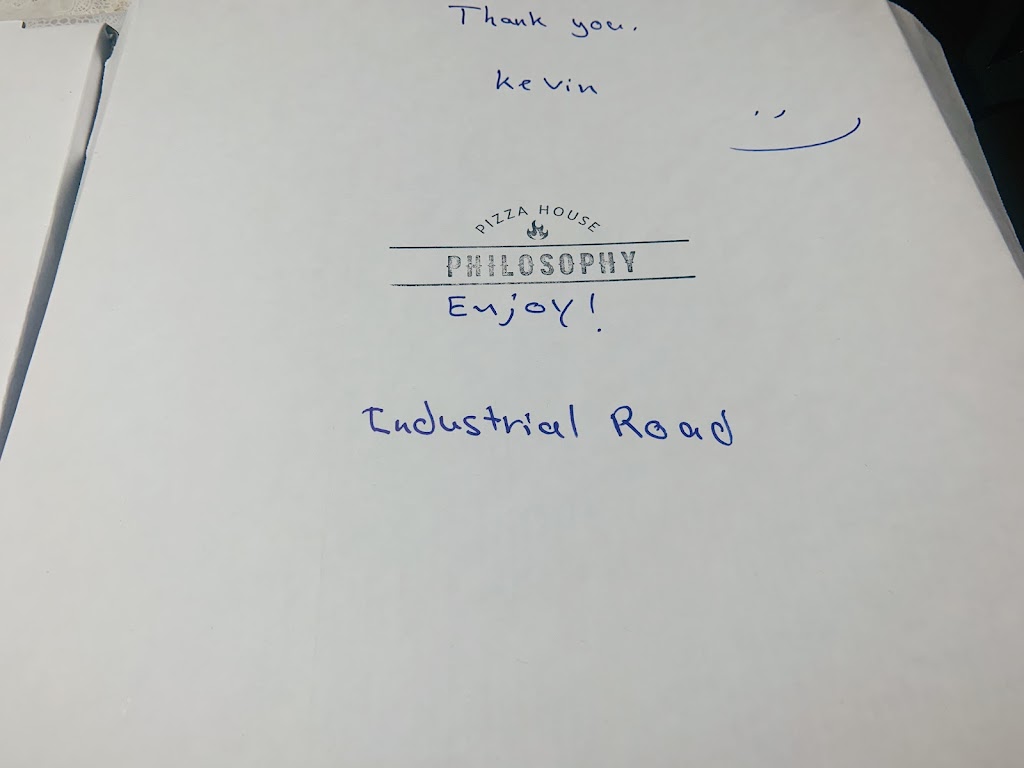 Thank you.
Kevin
PIZZA HOUSE
PHILOSOPHY
Enjoy!
Industrial Road